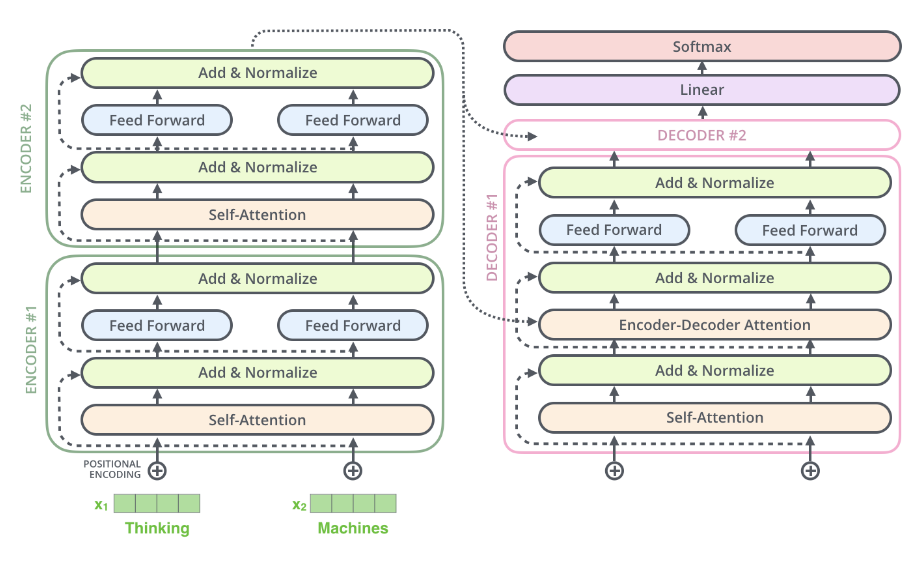 ENCODER #2
Add & Normalize
Feed Forward Feed Forward
Add & Normalize
Self-Attention
ENCODER #1
Add & Normalize
Feed Forward Feed Forward
Add & Normalize
Self-Attention
POSITIONAL
ENCODING
x₁ x₂
Thinking Machines
Softmax
Linear
DECODER #2
DECODER #1
Add & Normalize
Feed Forward Feed Forward
Add & Normalize
Encoder-Decoder Attention
Add & Normalize
Self-Attention